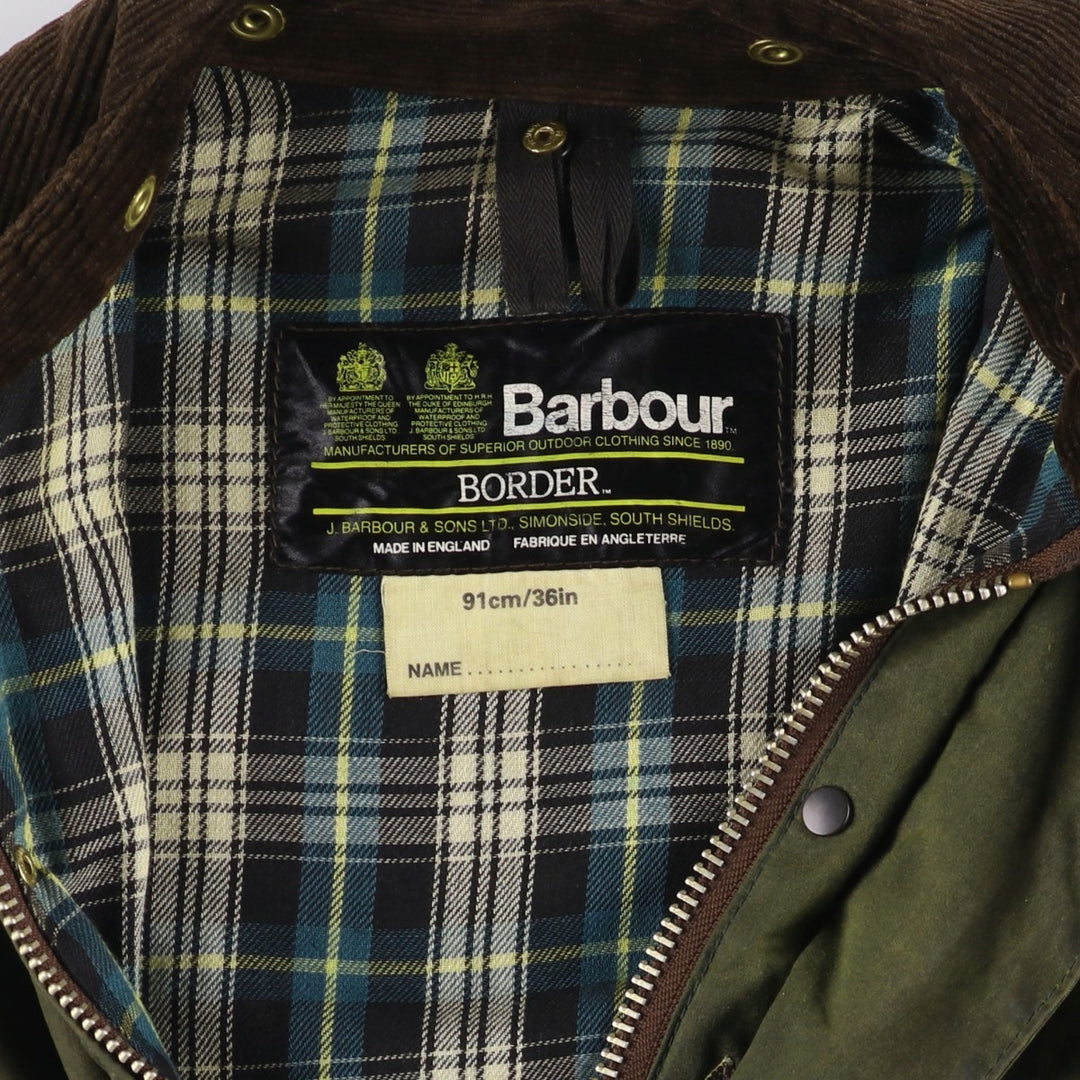 BY APPOINTMENT TO
HER MAJESTY THE QUEEN
MANUFACTURERS OF
WATERPROOF AND
PROTECTIVE CLOTHING
J. BARBOUR & SONS LTD
SOUTH SHIELDS
BY APPOINTMENT TO H.R.H.
THE DUKE OF EDINBURGH
MANUFACTURERS OF
WATERPROOF AND
PROTECTIVE CLOTHING
J. BARBOUR & SONS LTD
SOUTH SHIELDS
Barbour™
MANUFACTURERS OF SUPERIOR OUTDOOR CLOTHING SINCE 1890.
BORDER™
J. BARBOUR & SONS LTD., SIMONSIDE, SOUTH SHIELDS.
MADE IN ENGLAND FABRIQUE EN ANGLETERRE
91cm/36in
NAME ................